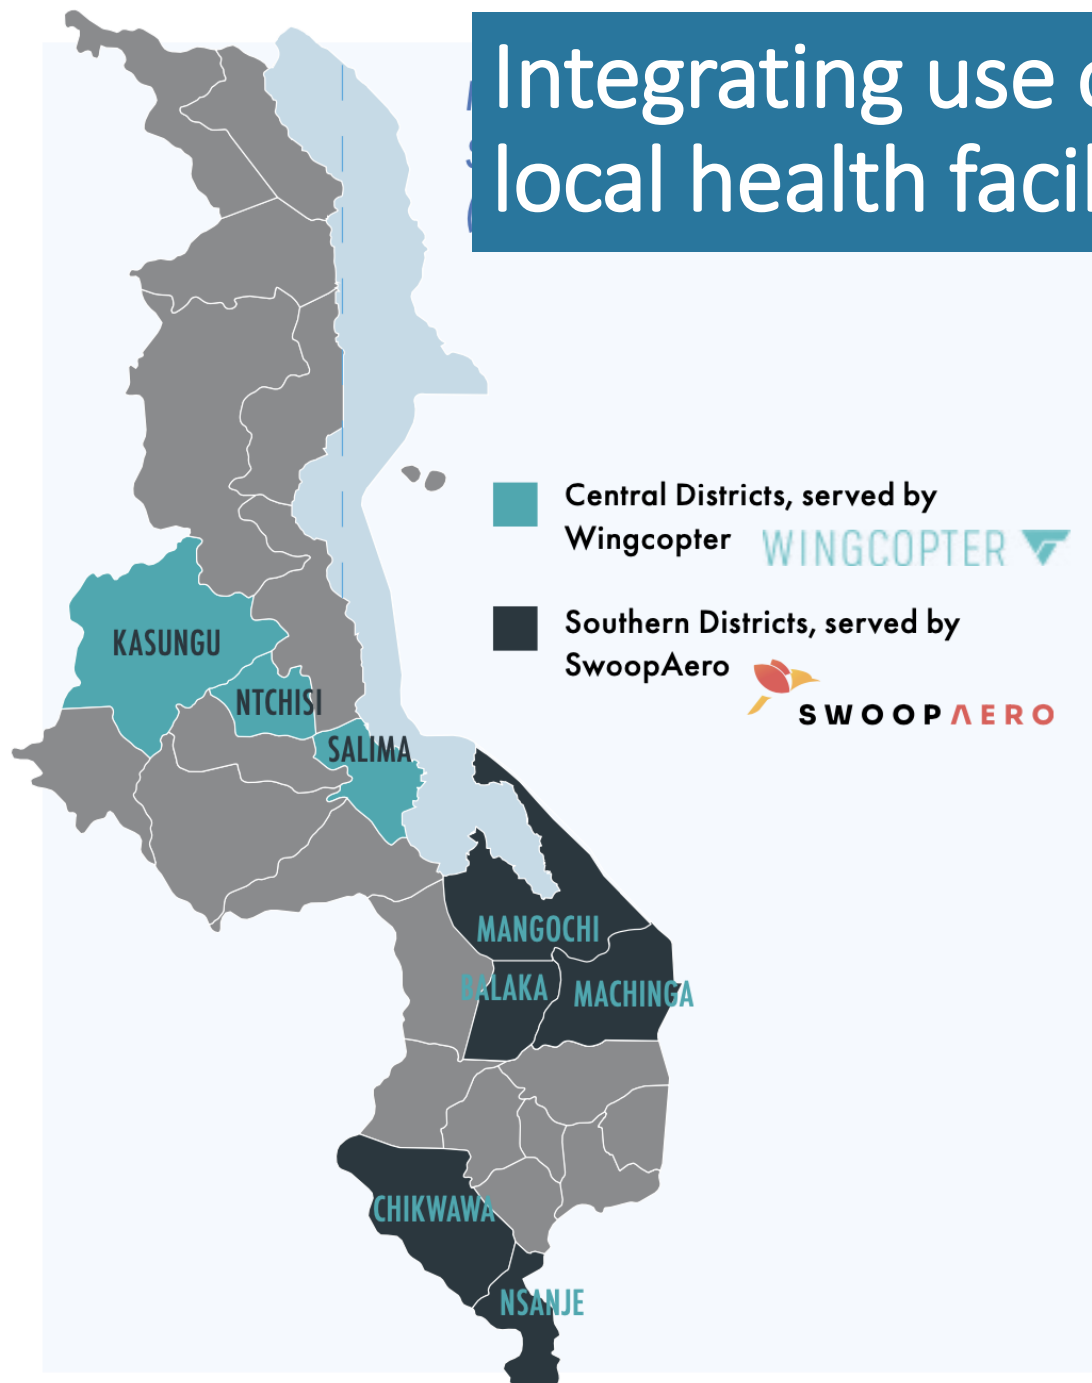 Integrating use
local health facil
Central Districts, served by
Wingcopter
WINGCOPTER
Southern Districts, served by
SwoopAero
SWOOPAERO
KASUNGU
NTCHISI
SALIMA
MANGOCHI
BALAKA
MACHINGA
CHIKWAWA
NSANJE